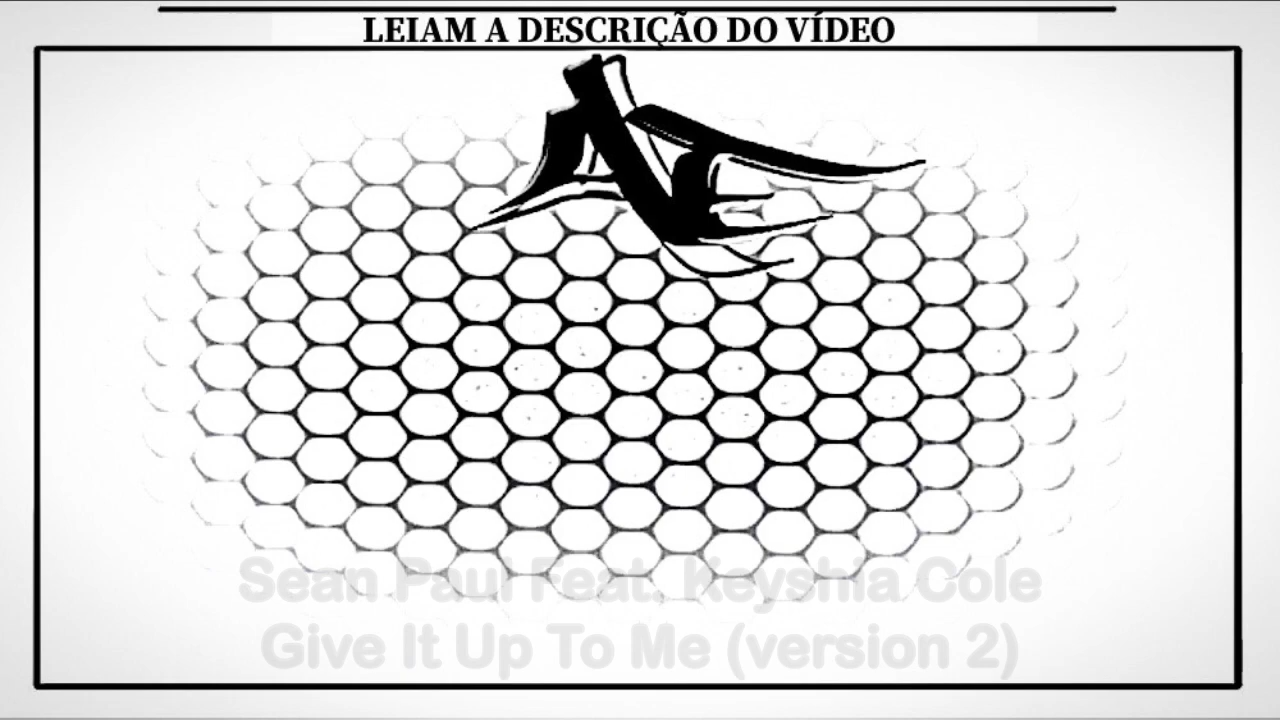 LEIAM A DESCRIÇÃO DO VÍDEO
Sean Paul Feat. Keyshia Cole
Give It Up To Me (version 2)